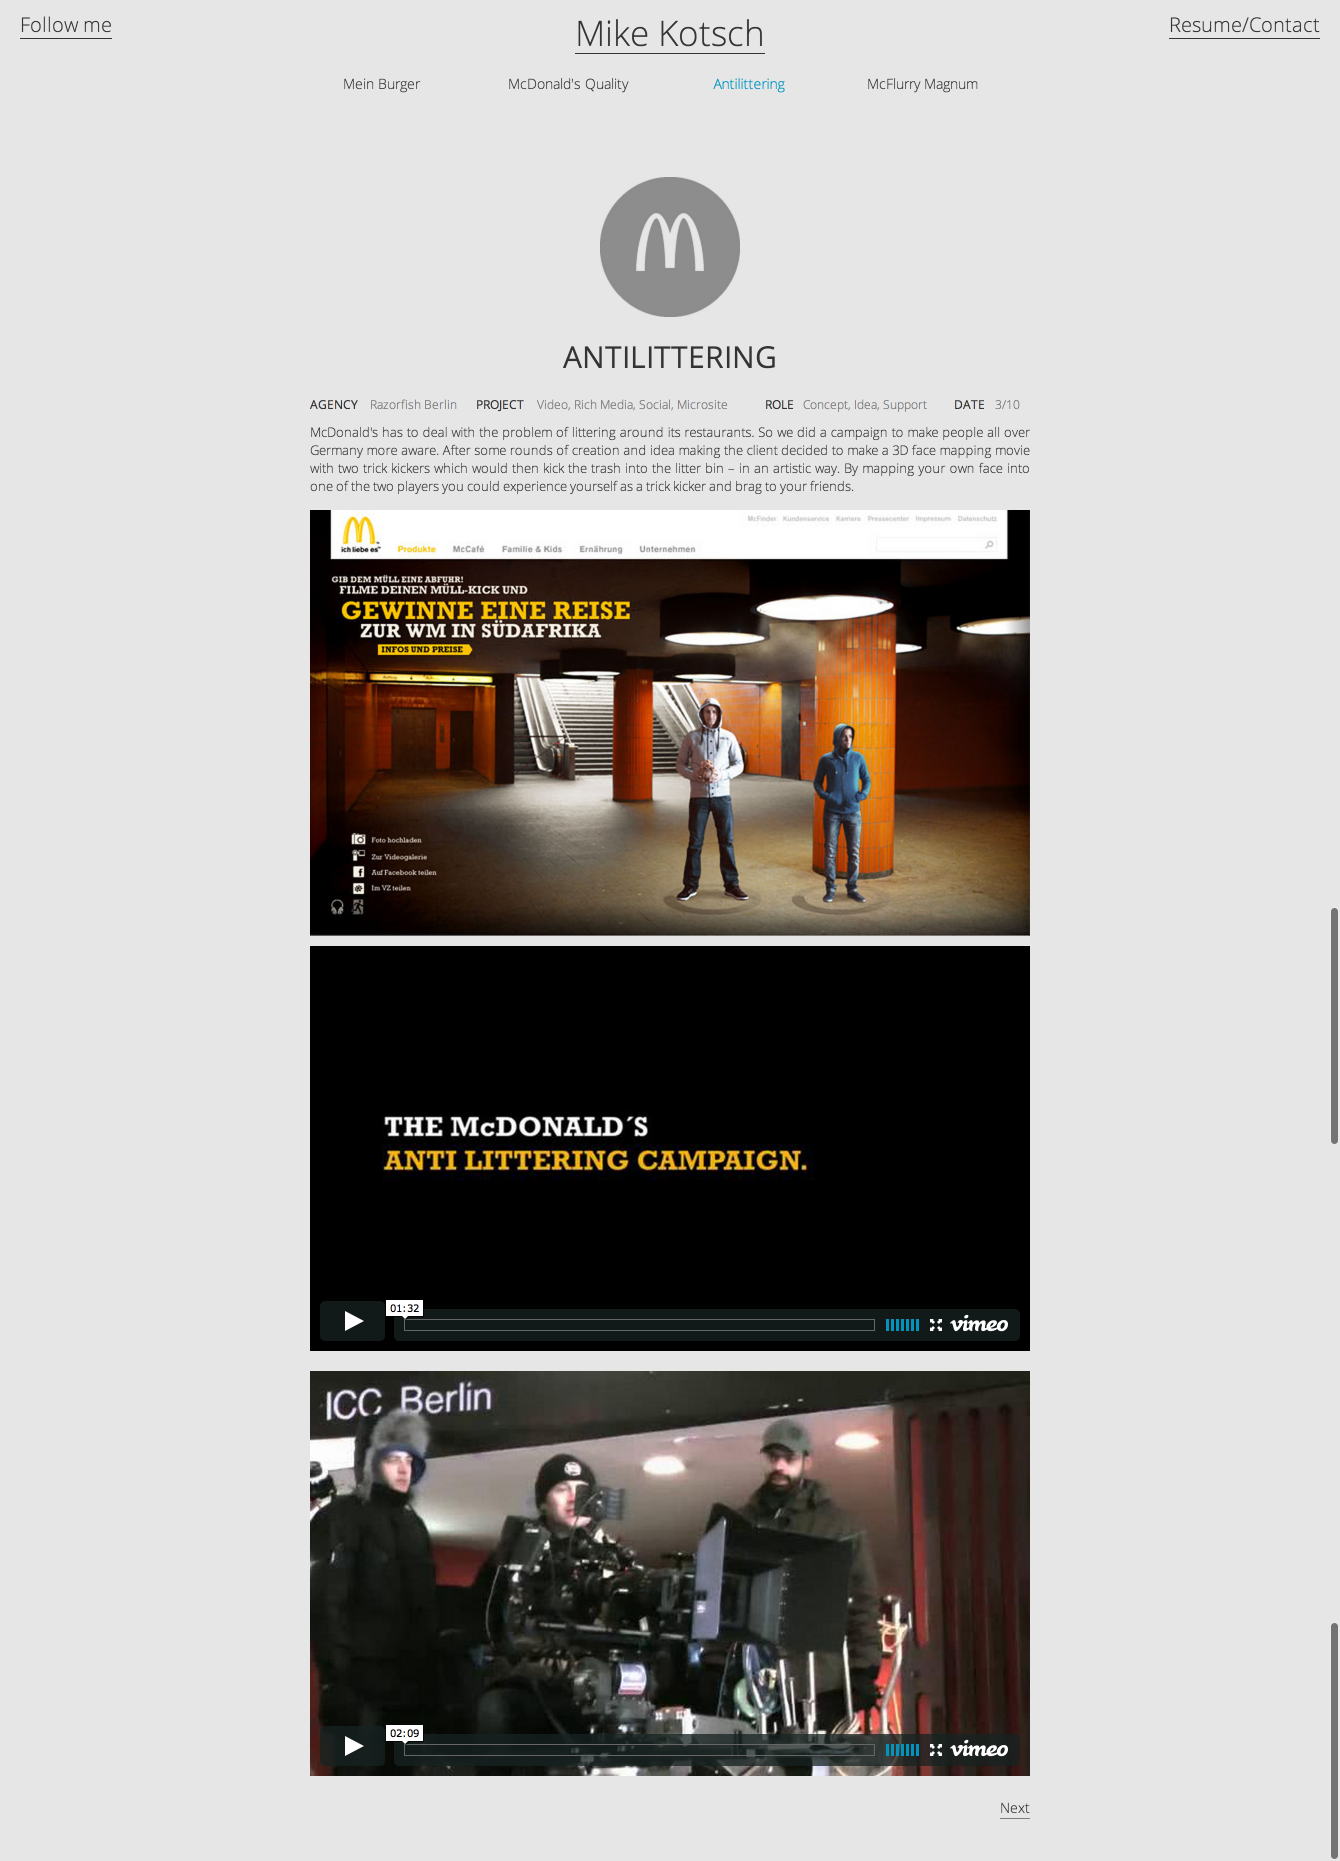 Follow me
Mike Kotsch
Resume/Contact
Mein Burger McDonald's Quality Antilittering McFlurry Magnum
ANTILITTERING
AGENCY Razorfish Berlin PROJECT Video, Rich Media, Social, Microsite ROLE Concept, Idea, Support DATE 3/10
McDonald's has to deal with the problem of littering around its restaurants. So we did a campaign to make people all over
Germany more aware. After some rounds of creation and idea making the client decided to make a 3D face mapping movie
with two trick kickers which would then kick the trash into the litter bin – in an artistic way. By mapping your own face into
one of the two players you could experience yourself as a trick kicker and brag to your friends.
McFinder Kundenservice Karriere Pressecenter Impressum Datenschutz
ich liebe es™
Produkte McCafé Familie & Kids Ernährung Unternehmen
GIB DEM MÜLL EINE ABFUHR!
FILME DEINEN MÜLL-KICK UND
GEWINNE EINE REISE
ZUR WM IN SÜDAFRIKA
INFOS UND PREISE
Foto hochladen
Zur Videogalerie
Auf Facebook teilen
Im VZ teilen
THE McDONALD´S
ANTI LITTERING CAMPAIGN.
01:32
vimeo
ICC Berlin
02:09
vimeo
Next